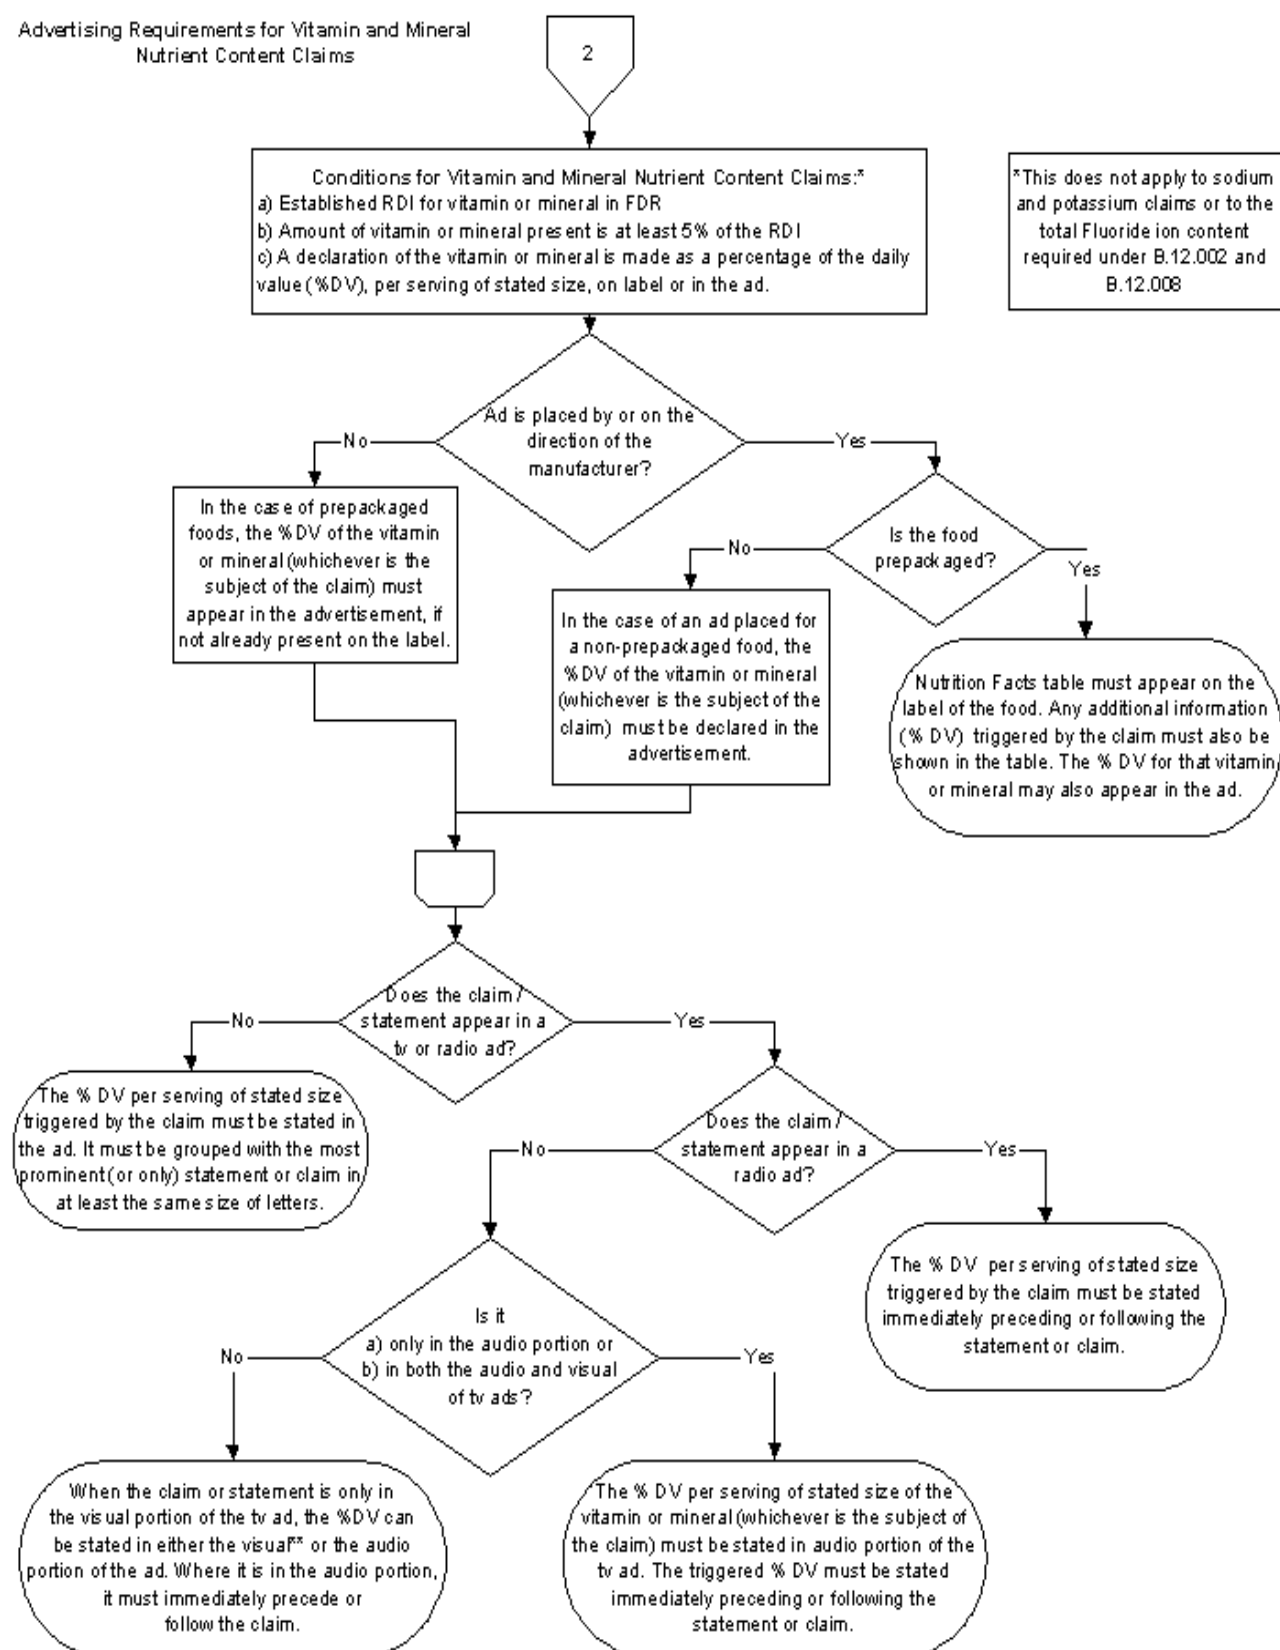 Advertising Requirements for Vitamin and Mineral
Nutrient Content Claims
2
Conditions for Vitamin and Mineral Nutrient Content Claims:*
a) Established RDI for vitamin or mineral in FDR
b) Amount of vitamin or mineral present is at least 5% of the RDI
c) A declaration of the vitamin or mineral is made as a percentage of the daily
value (%DV), per serving of stated size, on label or in the ad.
*This does not apply to sodium
and potassium claims or to the
total Fluoride ion content
required under B.12.002 and
B.12.008
Ad is placed by or on the
direction of the
manufacturer?
No
Yes
In the case of prepackaged
foods, the % DV of the vitamin
or mineral (whichever is the
subject of the claim) must
appear in the advertisement, if
not already present on the label.
Is the food
prepackaged?
No
Yes
In the case of an ad placed for
a non-prepackaged food, the
% DV of the vitamin or mineral
(whichever is the subject of the
claim) must be declared in the
advertisement.
Nutrition Facts table must appear on the
label of the food. Any additional information
(% DV) triggered by the claim must also be
shown in the table. The % DV for that vitamin
or mineral may also appear in the ad.
Does the claim /
statement appear in a
tv or radio ad?
No
Yes
The % DV per serving of stated size
triggered by the claim must be stated in
the ad. It must be grouped with the most
prominent (or only) statement or claim in
at least the same size of letters.
Does the claim /
statement appear in a
radio ad?
No
Yes
The % DV per serving of stated size
triggered by the claim must be stated
immediately preceding or following the
statement or claim.
Is it
a) only in the audio portion or
b) in both the audio and visual
of tv ads?
No
Yes
When the claim or statement is only in
the visual portion of the tv ad, the %DV can
be stated in either the visual** or the audio
portion of the ad. Where it is in the audio portion,
it must immediately precede or
follow the claim.
The % DV per serving of stated size of the
vitamin or mineral (whichever is the subject of
the claim) must be stated in audio portion of the
tv ad. The triggered % DV must be stated
immediately preceding or following the
statement or claim.